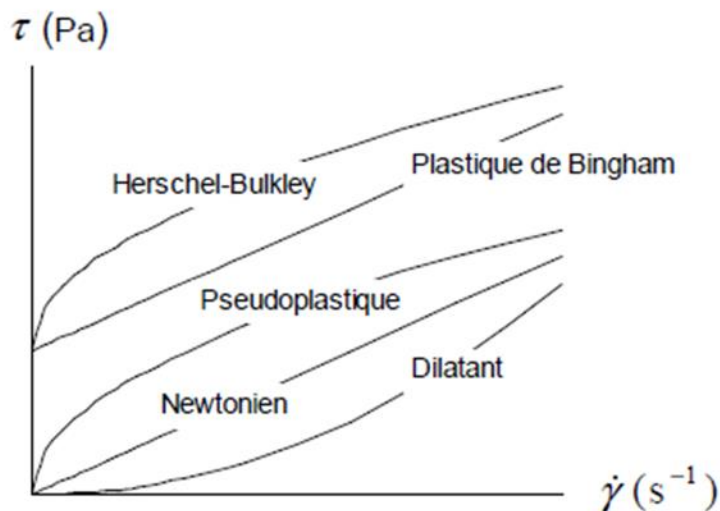 τ (Pa)
Herschel-Bulkley
Plastique de Bingham
Pseudoplastique
Newtonien
Dilatant
γ̇ (s⁻¹)